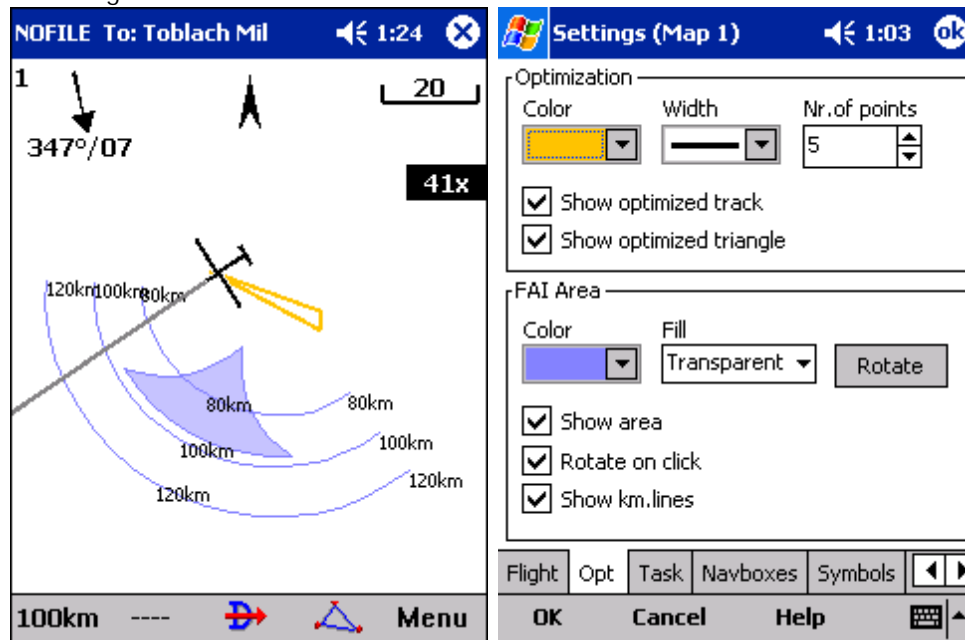 NOFILE To: Toblach Mil 1:24
1
20
347°/07
41x
120km
100km
80km
80km
80km
100km
100km
120km
120km
100km ---- Menu
Settings (Map 1) 1:03 ok
Optimization
Color Width Nr.of points
5
Show optimized track
Show optimized triangle
FAI Area
Color Fill
Transparent Rotate
Show area
Rotate on click
Show km.lines
Flight Opt Task Navboxes Symbols
OK Cancel Help